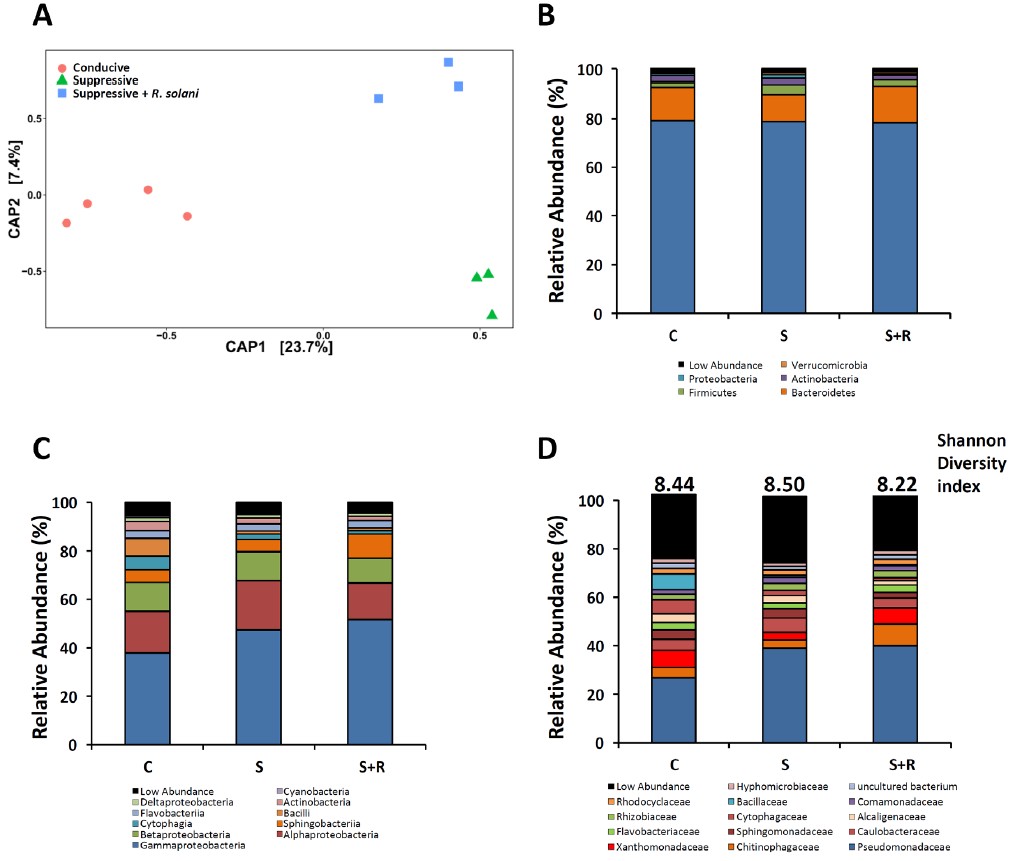 A
Conducive
Suppressive
Suppressive + R. solani
0.5
0.0
−0.5
CAP2 [7.4%]
−0.5
0.0
0.5
CAP1 [23.7%]
B
Relative Abundance (%)
100
80
60
40
20
0
C
S
S+R
Low Abundance
Verrucomicrobia
Proteobacteria
Actinobacteria
Firmicutes
Bacteroidetes
C
Relative Abundance (%)
100
80
60
40
20
0
C
S
S+R
Low Abundance
Cyanobacteria
Deltaproteobacteria
Actinobacteria
Flavobacteriia
Bacilli
Cytophagia
Sphingobacteriia
Betaproteobacteria
Alphaproteobacteria
Gammaproteobacteria
D
Shannon
Diversity
index
8.44
8.50
8.22
Relative Abundance (%)
100
80
60
40
20
0
C
S
S+R
Low Abundance
Hyphomicrobiaceae
uncultured bacterium
Rhodocyclaceae
Bacillaceae
Comamonadaceae
Rhizobiaceae
Cytophagaceae
Alcaligenaceae
Flavobacteriaceae
Sphingomonadaceae
Caulobacteraceae
Xanthomonadaceae
Chitinophagaceae
Pseudomonadaceae